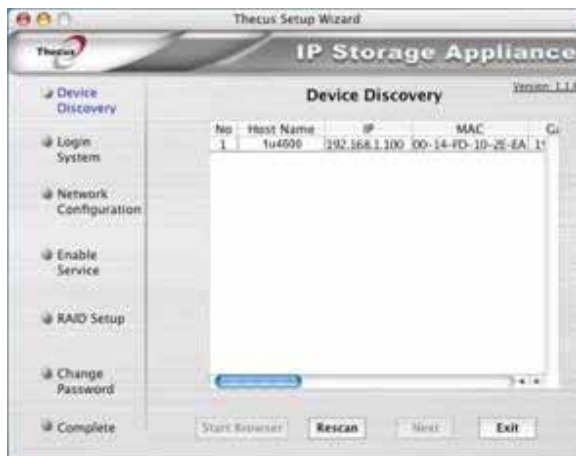 Thecus Setup Wizard
Thecus
IP Storage Appliance
Version 1.1.
Device Discovery
Device
Discovery
Login
System
Network
Configuration
Enable
Service
RAID Setup
Change
Password
Complete
No Host Name IP MAC
1 1u4600 192.168.1.100 00-14-FD-10-2E-EA
Start Browser Rescan Next Exit